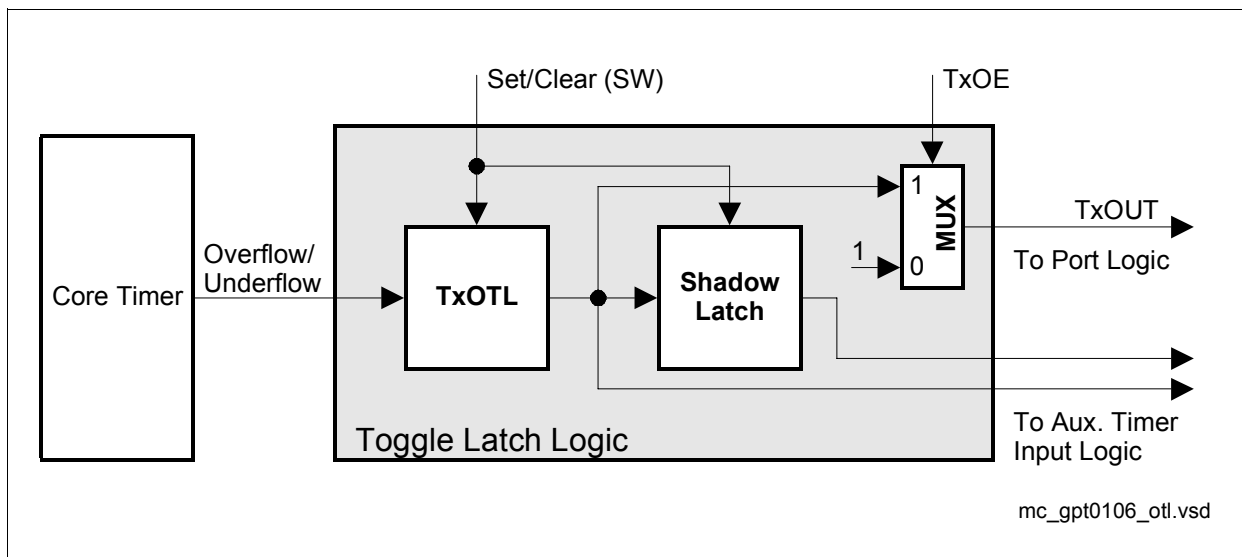 Set/Clear (SW)
TxOE
1
MUX
TxOUT
Overflow/
Underflow
1
0
To Port Logic
Core Timer
TxOTL
Shadow
Latch
To Aux. Timer
Input Logic
Toggle Latch Logic
mc_gpt0106_otl.vsd